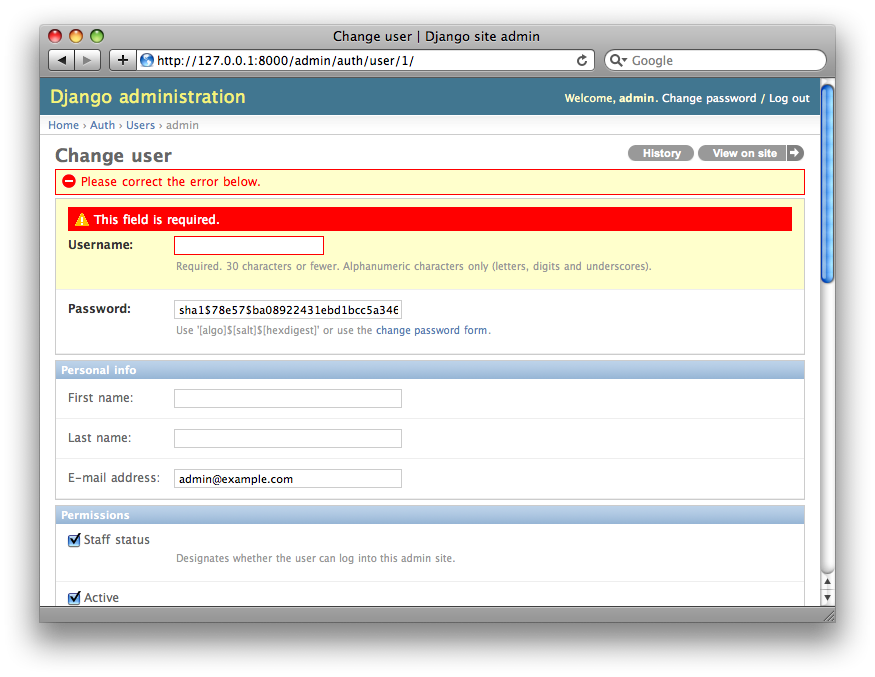 Change user | Django site admin
http://127.0.0.1:8000/admin/auth/user/1/
Google
Django administration
Welcome, admin. Change password / Log out
Home › Auth › Users › admin
Change user
History
View on site
Please correct the error below.
This field is required.
Username:
Required. 30 characters or fewer. Alphanumeric characters only (letters, digits and underscores).
Password:
sha1$78e57$ba08922431ebd1bcc5a346
Use '[algo]$[salt]$[hexdigest]' or use the change password form.
Personal info
First name:
Last name:
E-mail address:
admin@example.com
Permissions
Staff status
Designates whether the user can log into this admin site.
Active